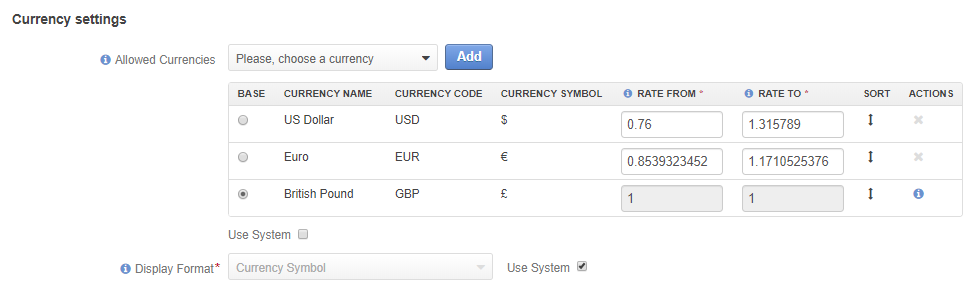 Currency settings
Allowed Currencies Please, choose a currency Add
BASE CURRENCY NAME CURRENCY CODE CURRENCY SYMBOL RATE FROM * RATE TO * SORT ACTIONS
US Dollar USD $ 0.76 1.315789
Euro EUR € 0.8539323452 1.1710525376
British Pound GBP £ 1 1
Use System
Display Format* Currency Symbol Use System